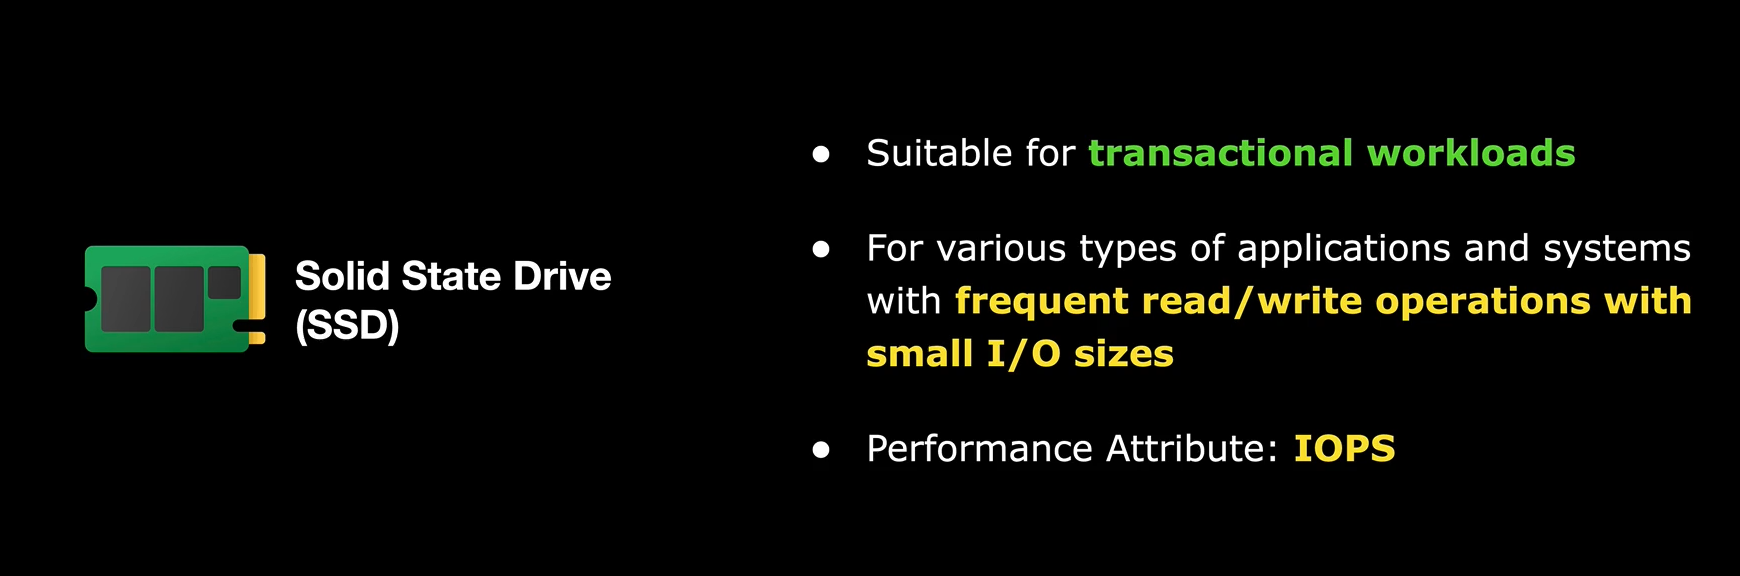 Solid State Drive
(SSD)
● Suitable for transactional workloads
● For various types of applications and systems
with frequent read/write operations with
small I/O sizes
● Performance Attribute: IOPS